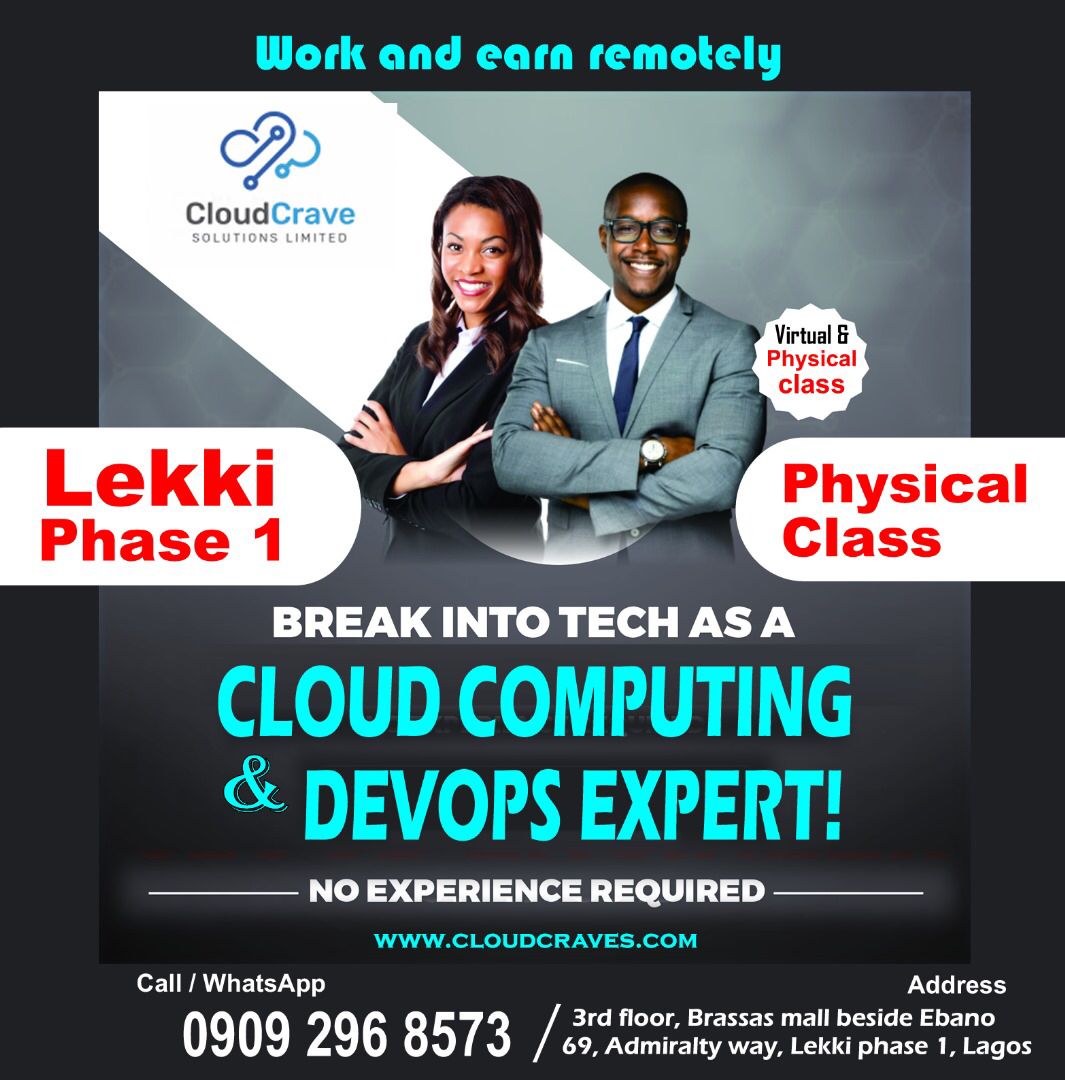 Work and earn remotely
CloudCrave
SOLUTIONS LIMITED
Virtual &
Physical
class
Lekki
Phase 1
Physical
Class
BREAK INTO TECH AS A
CLOUD COMPUTING
& DEVOPS EXPERT!
NO EXPERIENCE REQUIRED
WWW.CLOUDCRAVES.COM
Call / WhatsApp
0909 296 8573 /
Address
3rd floor, Brassas mall beside Ebano
69, Admiralty way, Lekki phase 1, Lagos